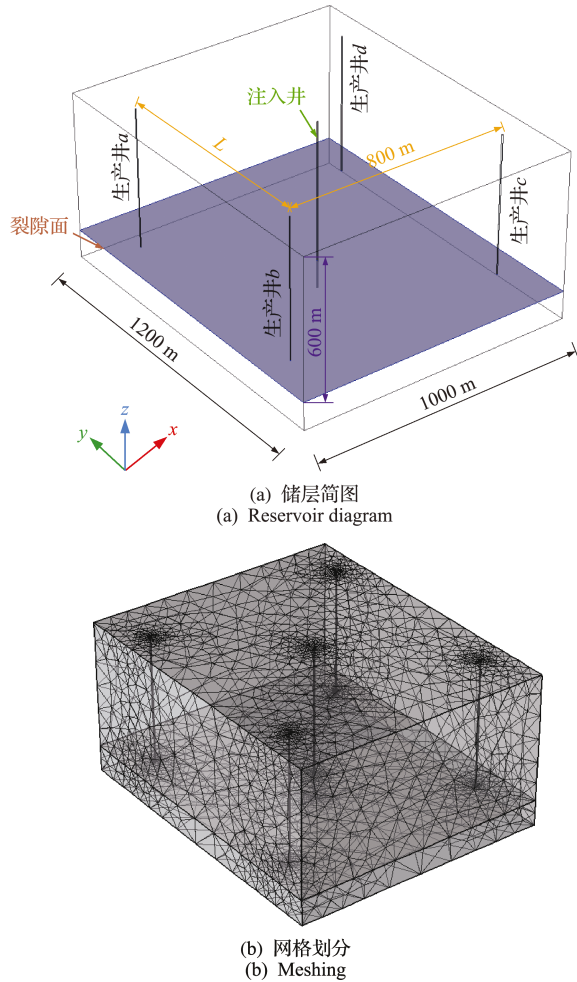 生产井d
注入井
生产井a
L
800 m
生产井c
裂隙面
生产井b
600 m
1200 m
1000 m
z
y
x
(a) 储层简图
(a) Reservoir diagram
(b) 网格划分
(b) Meshing